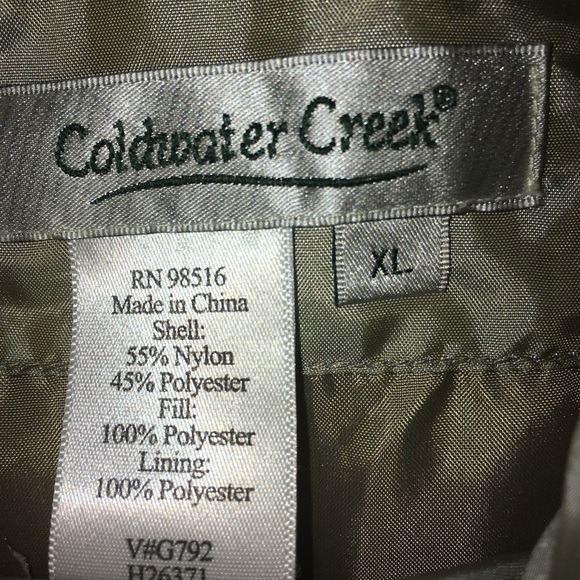 Coldwater Creek®
XL
RN 98516
Made in China
Shell:
55% Nylon
45% Polyester
Fill:
100% Polyester
Lining:
100% Polyester
V#G792
H26371